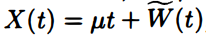 X(t) = μt + W̃(t)